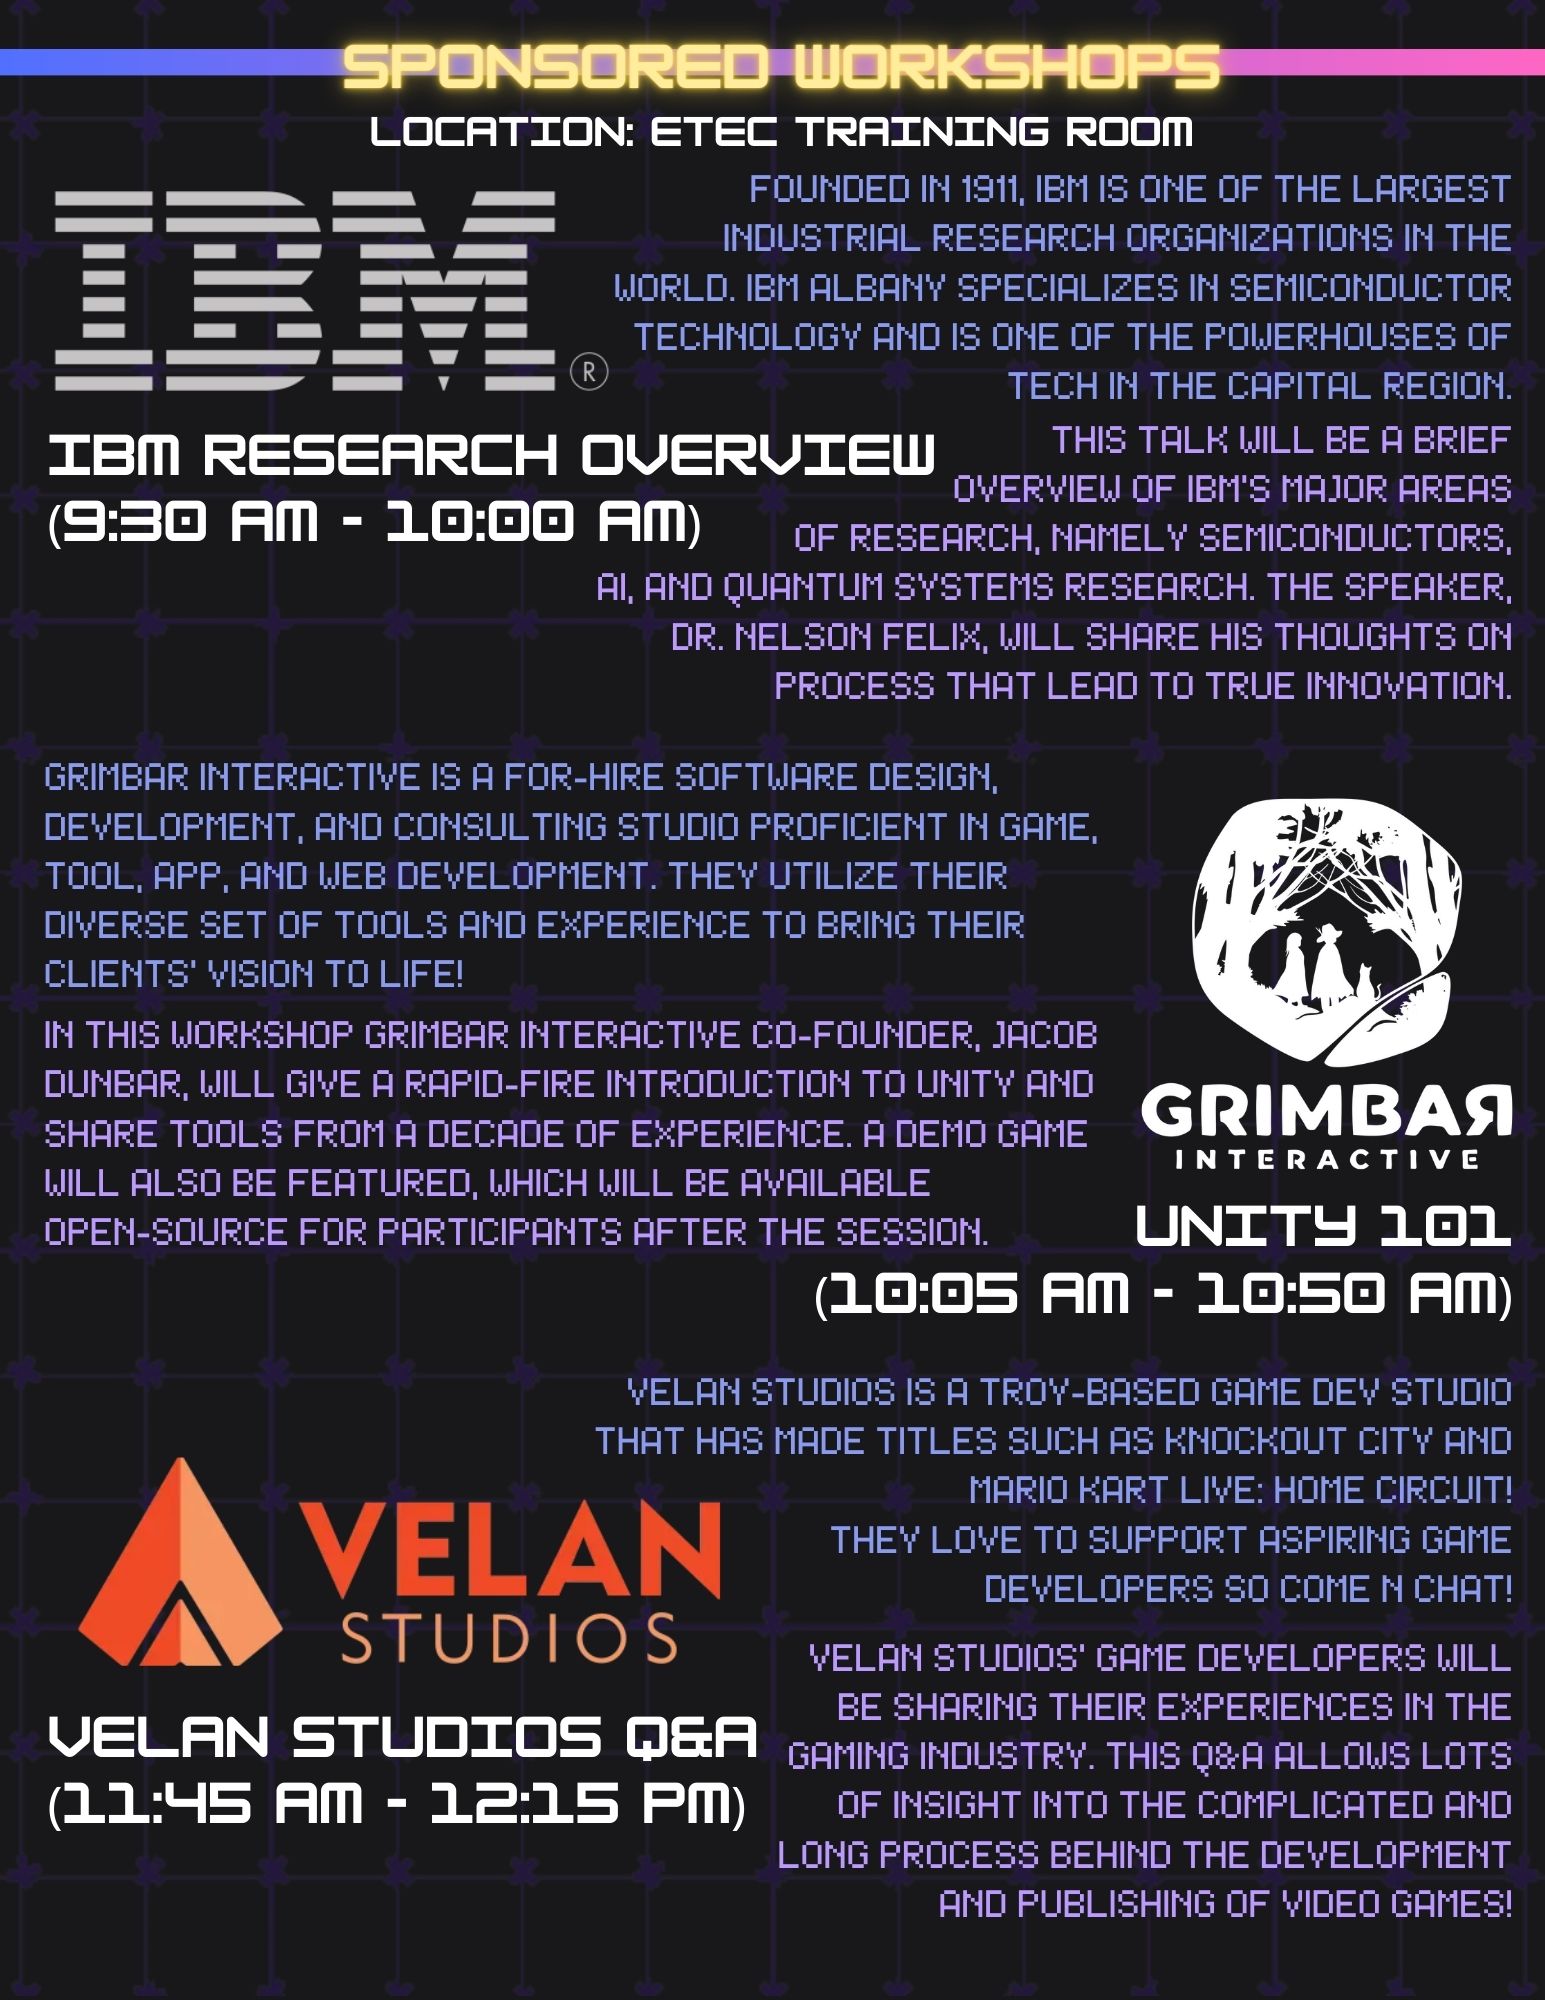 SPONSORED WORKSHOPS
LOCATION: ETEC TRAINING ROOM
IBM®
FOUNDED IN 1911, IBM IS ONE OF THE LARGEST
INDUSTRIAL RESEARCH ORGANIZATIONS IN THE
WORLD. IBM ALBANY SPECIALIZES IN SEMICONDUCTOR
TECHNOLOGY AND IS ONE OF THE POWERHOUSES OF
TECH IN THE CAPITAL REGION.
IBM RESEARCH OVERVIEW
(9:30 AM - 10:00 AM)
THIS TALK WILL BE A BRIEF
OVERVIEW OF IBM'S MAJOR AREAS
OF RESEARCH, NAMELY SEMICONDUCTORS,
AI, AND QUANTUM SYSTEMS RESEARCH. THE SPEAKER,
DR. NELSON FELIX, WILL SHARE HIS THOUGHTS ON
PROCESS THAT LEAD TO TRUE INNOVATION.
GRIMBAR INTERACTIVE IS A FOR-HIRE SOFTWARE DESIGN,
DEVELOPMENT, AND CONSULTING STUDIO PROFICIENT IN GAME,
TOOL, APP, AND WEB DEVELOPMENT. THEY UTILIZE THEIR
DIVERSE SET OF TOOLS AND EXPERIENCE TO BRING THEIR
CLIENTS' VISION TO LIFE!
IN THIS WORKSHOP GRIMBAR INTERACTIVE CO-FOUNDER, JACOB
DUNBAR, WILL GIVE A RAPID-FIRE INTRODUCTION TO UNITY AND
SHARE TOOLS FROM A DECADE OF EXPERIENCE. A DEMO GAME
WILL ALSO BE FEATURED, WHICH WILL BE AVAILABLE
OPEN-SOURCE FOR PARTICIPANTS AFTER THE SESSION.
GRIMBAR
INTERACTIVE
UNITY 101
(10:05 AM - 10:50 AM)
VELAN STUDIOS IS A TROY-BASED GAME DEV STUDIO
THAT HAS MADE TITLES SUCH AS KNOCKOUT CITY AND
MARIO KART LIVE: HOME CIRCUIT!
THEY LOVE TO SUPPORT ASPIRING GAME
DEVELOPERS SO COME N CHAT!
VELAN
STUDIOS
VELAN STUDIOS Q&A
(11:45 AM - 12:15 PM)
VELAN STUDIOS' GAME DEVELOPERS WILL
BE SHARING THEIR EXPERIENCES IN THE
GAMING INDUSTRY. THIS Q&A ALLOWS LOTS
OF INSIGHT INTO THE COMPLICATED AND
LONG PROCESS BEHIND THE DEVELOPMENT
AND PUBLISHING OF VIDEO GAMES!